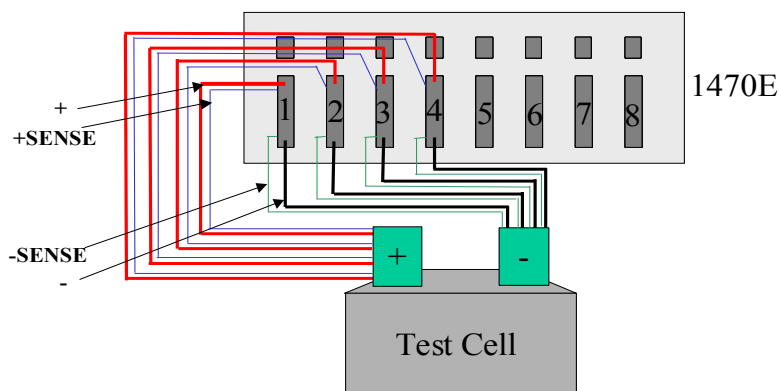 1470E
1 2 3 4 5 6 7 8
+
+SENSE
-SENSE
-
+ -
Test Cell